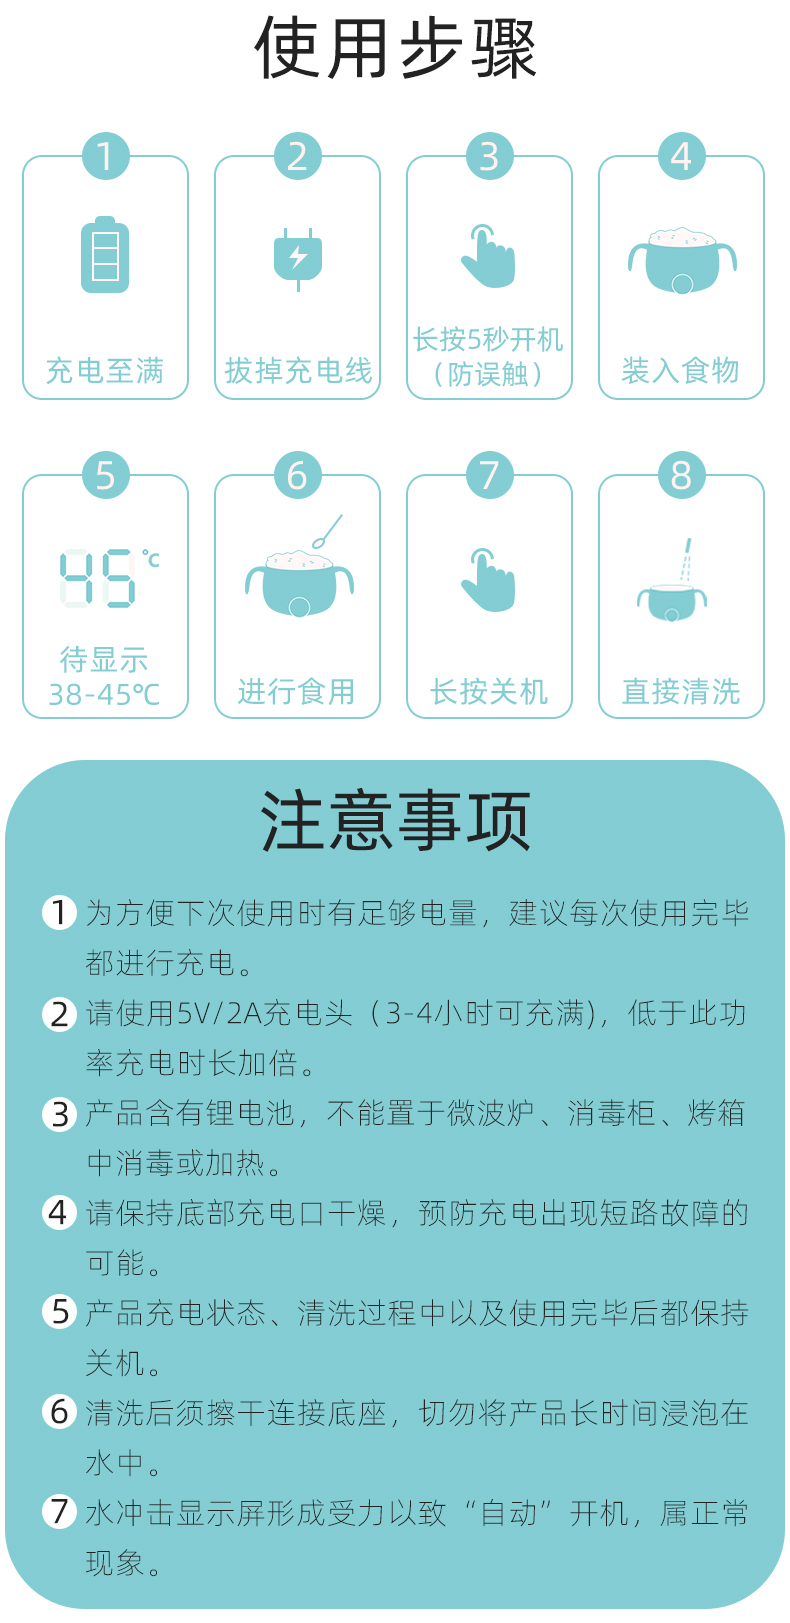 使用步骤
1
充电至满
2
拔掉充电线
3
长按5秒开机
（防误触）
4
装入食物
5
45℃
待显示
38-45℃
6
进行食用
7
长按关机
8
直接清洗
注意事项
1 为方便下次使用时有足够电量，建议每次使用完毕
都进行充电。
2 请使用5V/2A充电头（3-4小时可充满)，低于此功
率充电时长加倍。
3 产品含有锂电池，不能置于微波炉、消毒柜、烤箱
中消毒或加热。
4 请保持底部充电口干燥，预防充电出现短路故障的
可能。
5 产品充电状态、清洗过程中以及使用完毕后都保持
关机。
6 清洗后须擦干连接底座，切勿将产品长时间浸泡在
水中。
7 水冲击显示屏形成受力以致“自动”开机，属正常
现象。